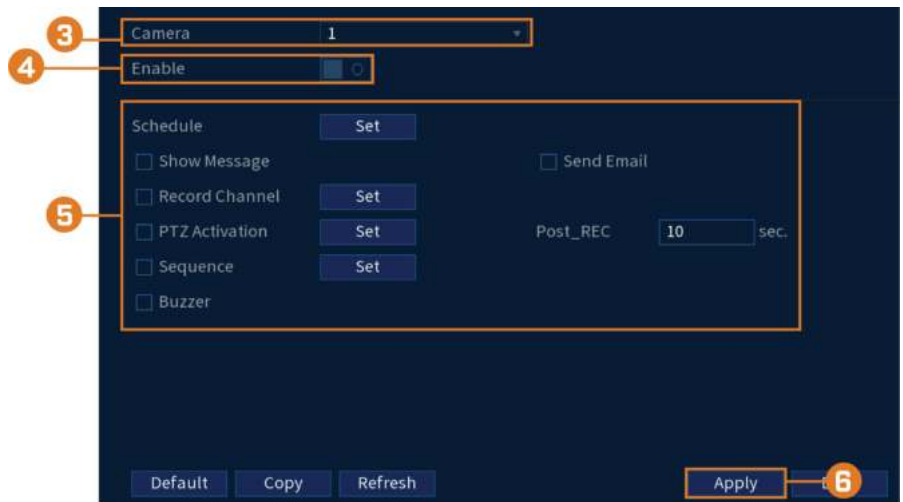 3 Camera 1
4 Enable
Schedule Set
Show Message Send Email
Record Channel Set
5 PTZ Activation Set Post_REC 10 sec.
Sequence Set
Buzzer
Default Copy Refresh Apply 6